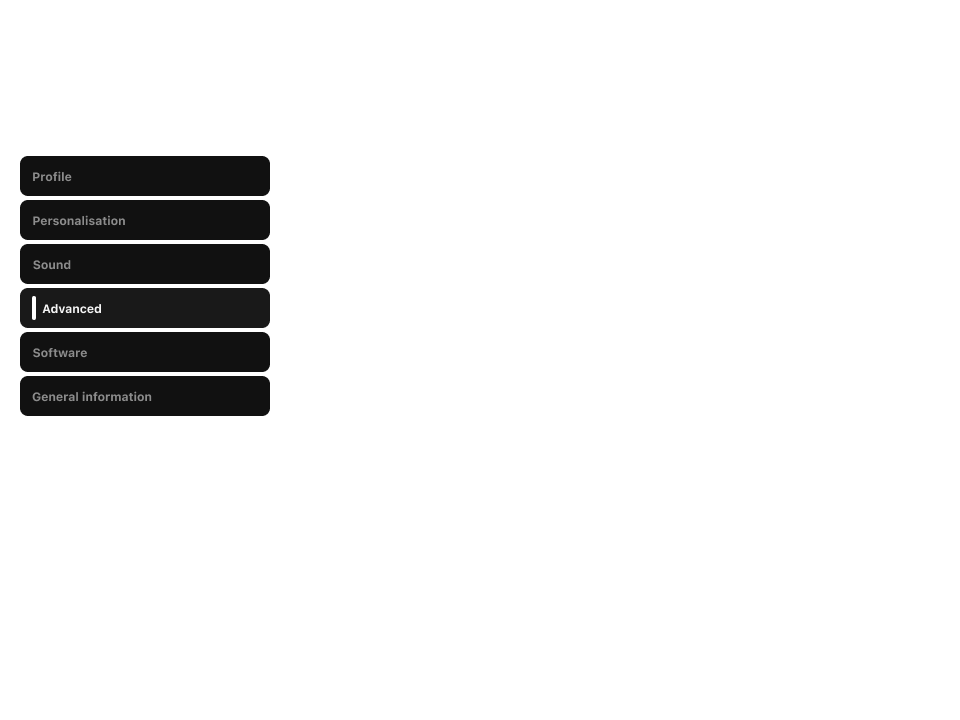 Profile
Personalisation
Sound
Advanced
Software
General information